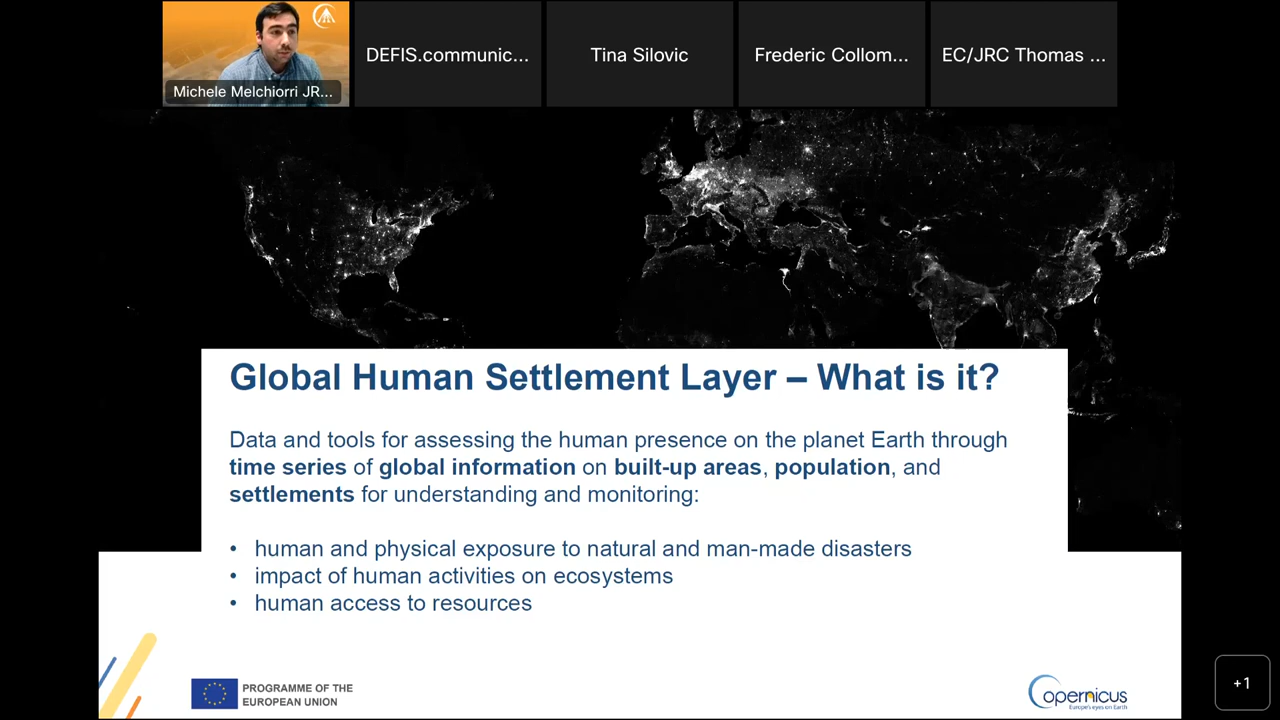 Michele Melchiorri JR...
DEFIS.communic...
Tina Silovic
Frederic Collom...
EC/JRC Thomas ...
Global Human Settlement Layer – What is it?
Data and tools for assessing the human presence on the planet Earth through
time series of global information on built-up areas, population, and
settlements for understanding and monitoring:
• human and physical exposure to natural and man-made disasters
• impact of human activities on ecosystems
• human access to resources
PROGRAMME OF THE
EUROPEAN UNION
Copernicus
Europe's eyes on Earth
+1